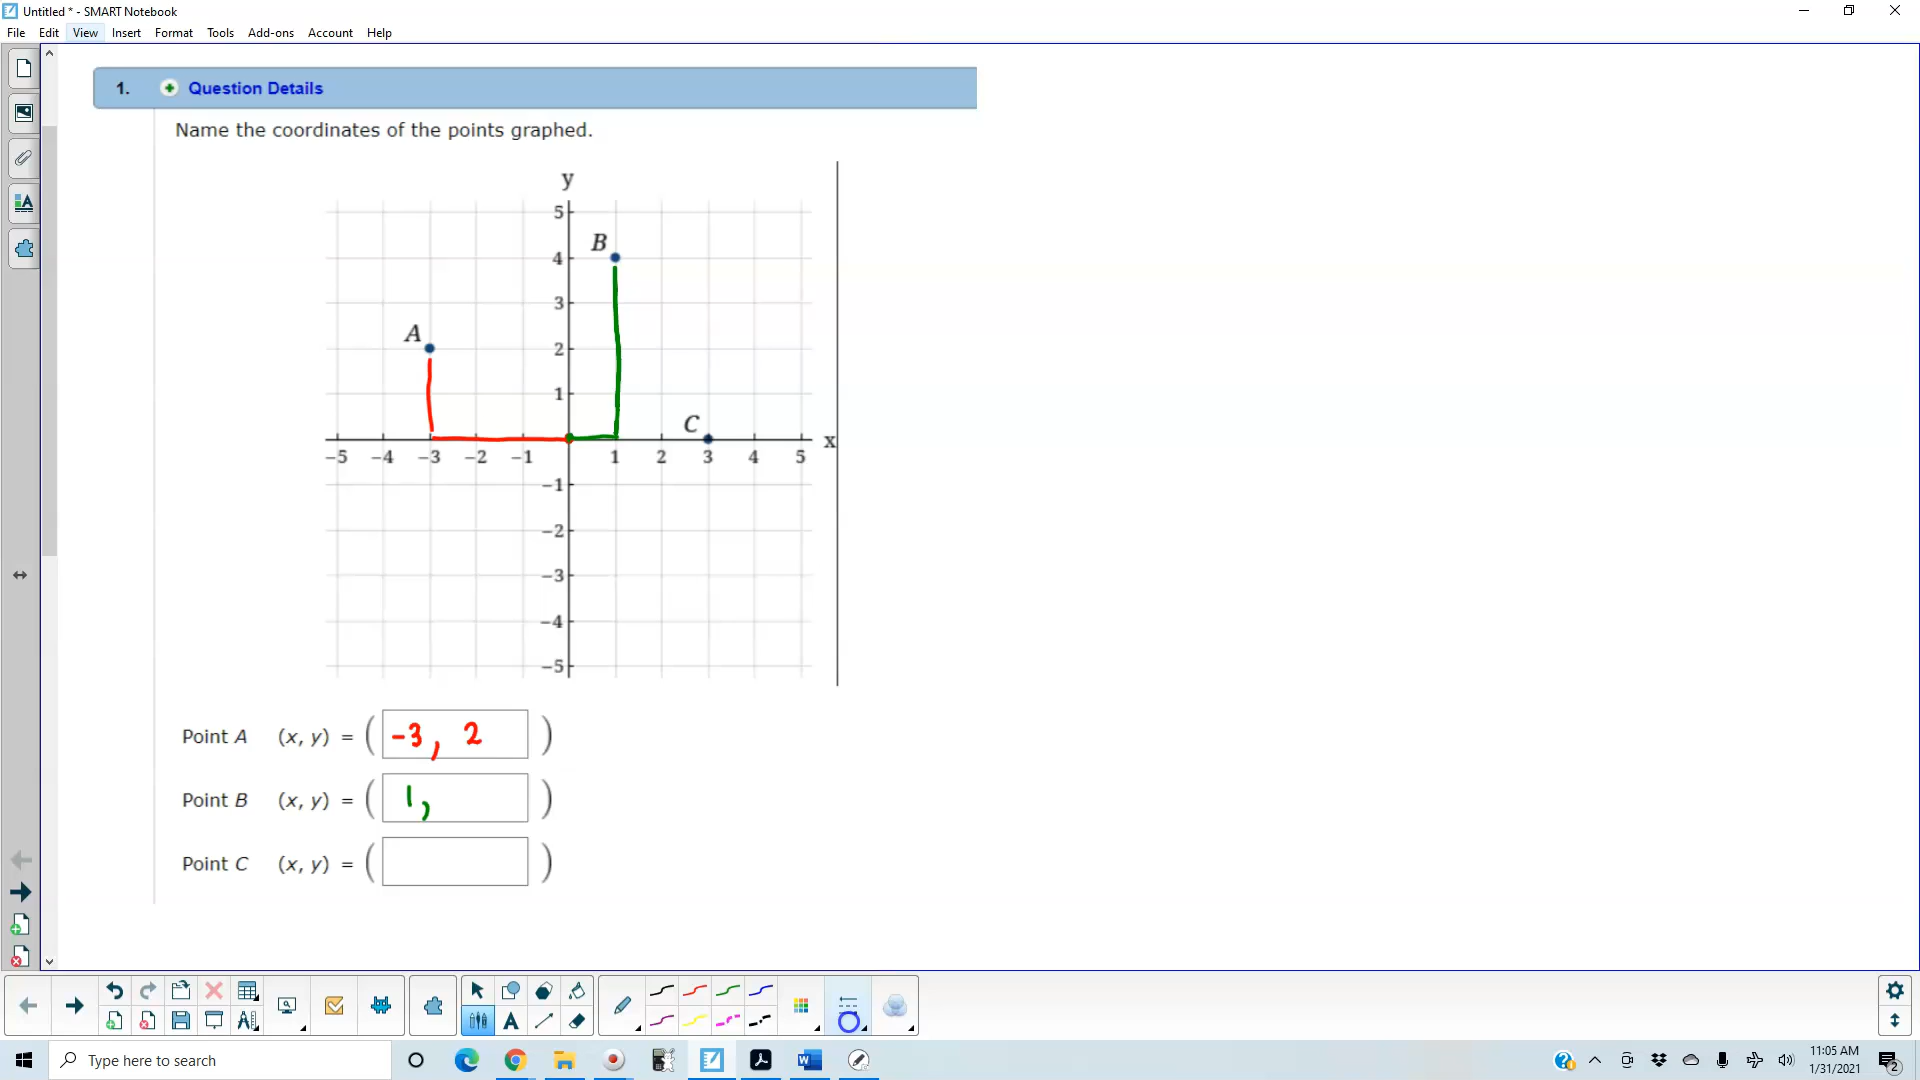 Untitled * - SMART Notebook
File Edit View Insert Format Tools Add-ons Account Help
1. Question Details
Name the coordinates of the points graphed.
y
5
B
4
3
A
2
1
C
x
-5 -4 -3 -2 -1 1 2 3 4 5
-1
-2
-3
-4
-5
Point A (x, y) = ( -3, 2 )
Point B (x, y) = ( 1, )
Point C (x, y) = ( )
A
Type here to search
11:05 AM
1/31/2021
2